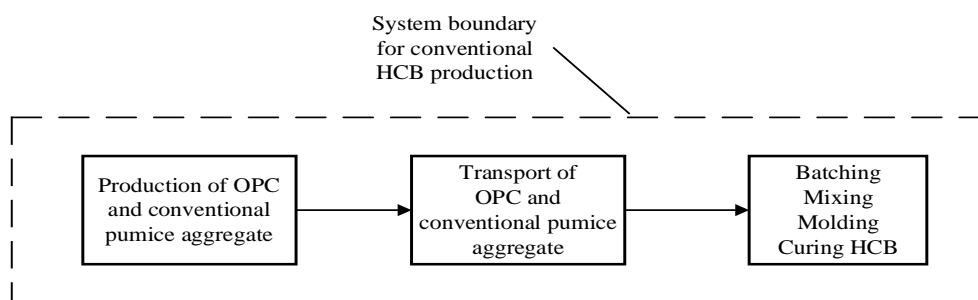 System boundary
for conventional
HCB production
Production of OPC
and conventional
pumice aggregate
Transport of
OPC and
conventional pumice
aggregate
Batching
Mixing
Molding
Curing HCB